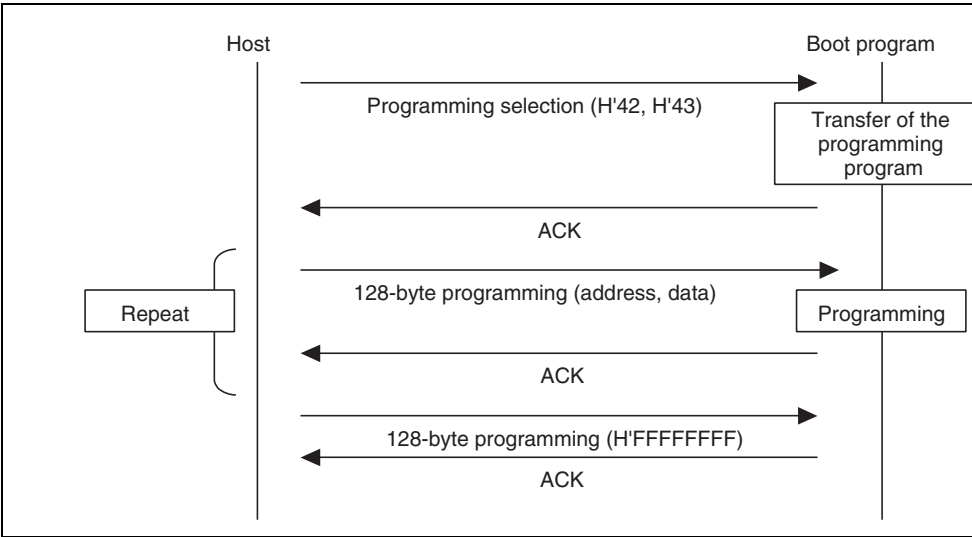 Host
Boot program
Programming selection (H'42, H'43)
Transfer of the
programming
program
ACK
128-byte programming (address, data)
Repeat
Programming
ACK
128-byte programming (H'FFFFFFFF)
ACK